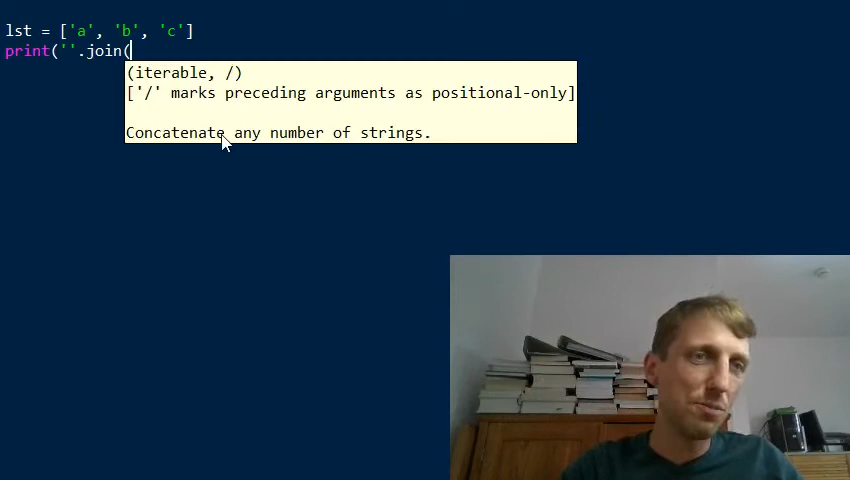 lst = ['a', 'b', 'c']
print(''.join(
(iterable, /)
['/' marks preceding arguments as positional-only]
Concatenate any number of strings.